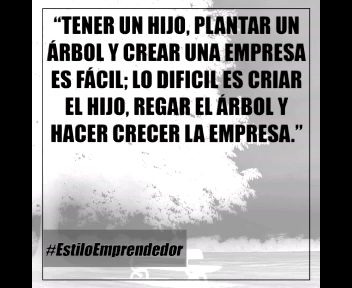 “TENER UN HIJO, PLANTAR UN
ÁRBOL Y CREAR UNA EMPRESA
ES FÁCIL; LO DIFICIL ES CRIAR
EL HIJO, REGAR EL ÁRBOL Y
HACER CRECER LA EMPRESA.”
#EstiloEmprendedor